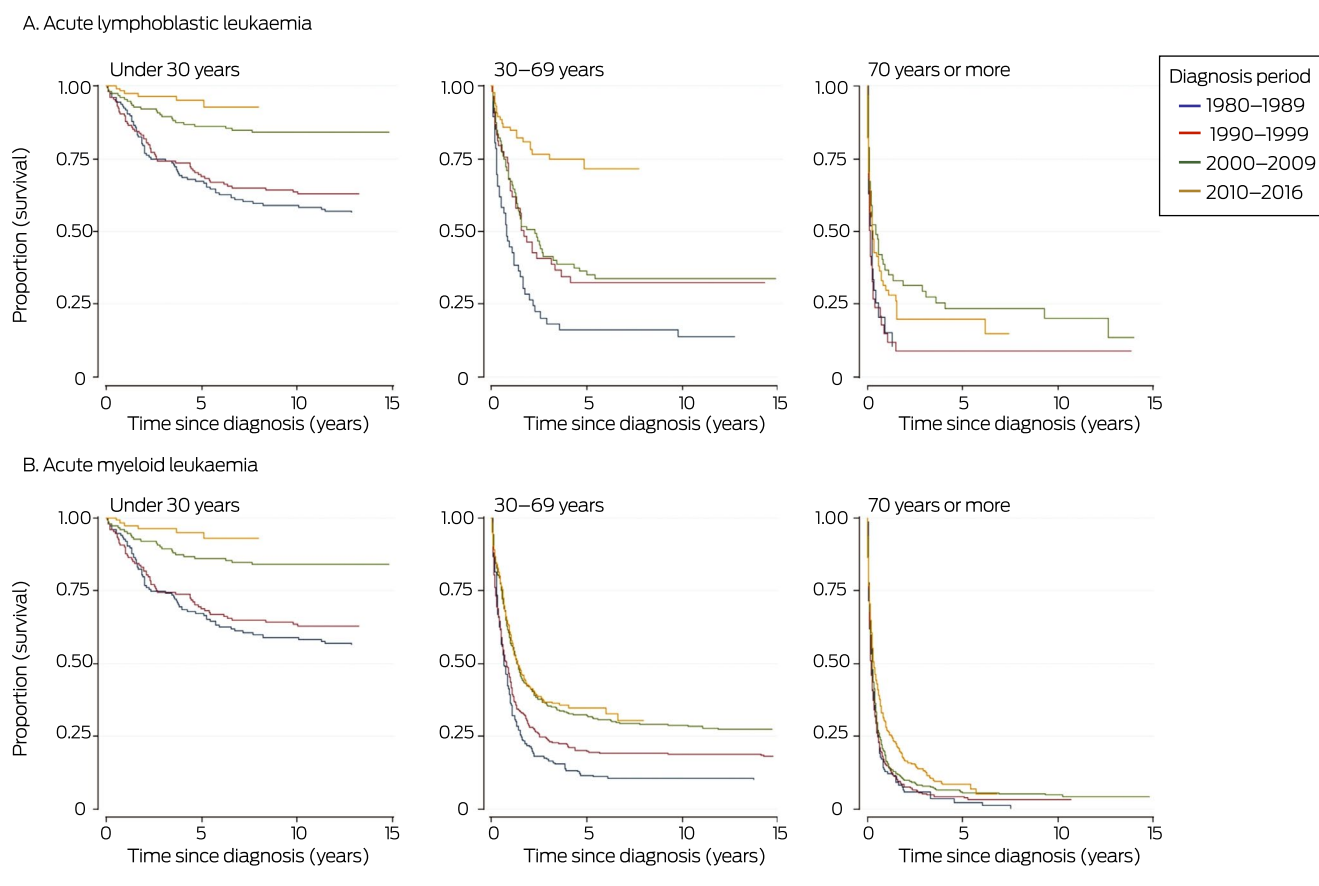 A. Acute lymphoblastic leukaemia
Under 30 years
30–69 years
70 years or more
Diagnosis period
1980–1989
1990–1999
2000–2009
2010–2016
Proportion (survival)
1.00
0.75
0.50
0.25
0
0 5 10 15
Time since diagnosis (years)
1.00
0.75
0.50
0.25
0
0 5 10 15
Time since diagnosis (years)
1.00
0.75
0.50
0.25
0
0 5 10 15
Time since diagnosis (years)
B. Acute myeloid leukaemia
Under 30 years
30–69 years
70 years or more
Proportion (survival)
1.00
0.75
0.50
0.25
0
0 5 10 15
Time since diagnosis (years)
1.00
0.75
0.50
0.25
0
0 5 10 15
Time since diagnosis (years)
1.00
0.75
0.50
0.25
0
0 5 10 15
Time since diagnosis (years)